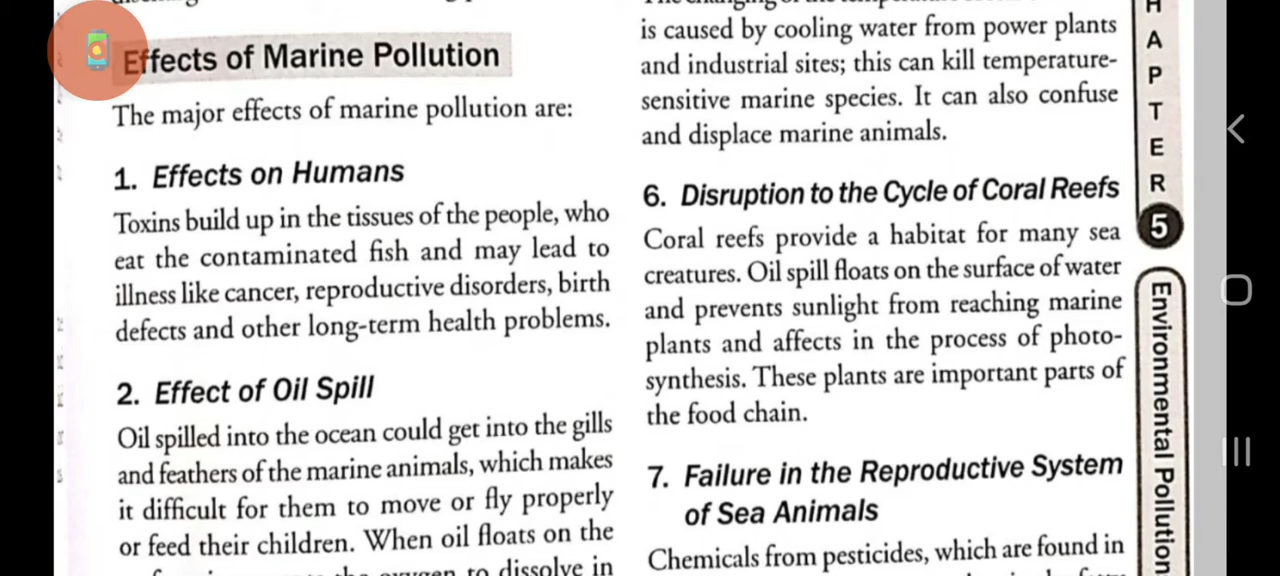 Effects of Marine Pollution
The major effects of marine pollution are:
1. Effects on Humans
Toxins build up in the tissues of the people, who
eat the contaminated fish and may lead to
illness like cancer, reproductive disorders, birth
defects and other long-term health problems.
2. Effect of Oil Spill
Oil spilled into the ocean could get into the gills
and feathers of the marine animals, which makes
it difficult for them to move or fly properly
or feed their children. When oil floats on the
to dissolve in
is caused by cooling water from power plants
and industrial sites; this can kill temperature-
sensitive marine species. It can also confuse
and displace marine animals.
6. Disruption to the Cycle of Coral Reefs
Coral reefs provide a habitat for many sea
creatures. Oil spill floats on the surface of water
and prevents sunlight from reaching marine
plants and affects in the process of photo-
synthesis. These plants are important parts of
the food chain.
7. Failure in the Reproductive System
of Sea Animals
Chemicals from pesticides, which are found in
H
A
P
T
E
R
5
Environmental Pollution